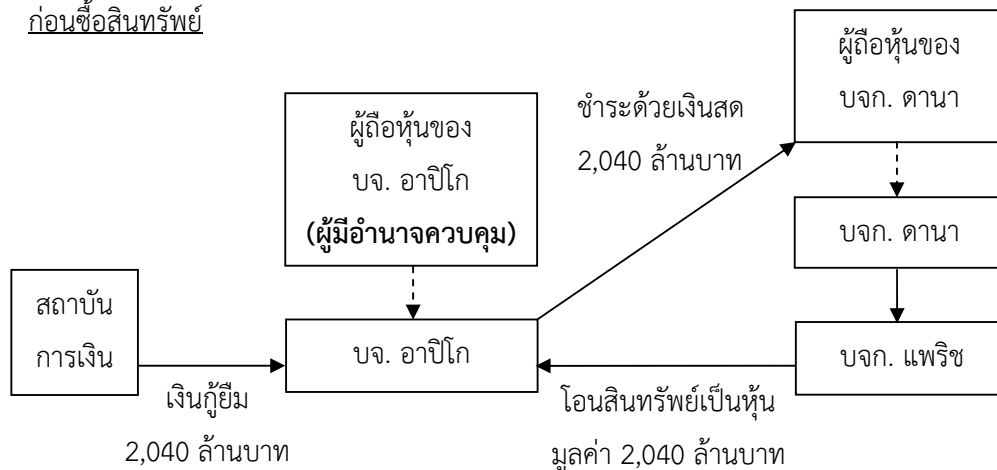 ก่อนซื้อสินทรัพย์
ผู้ถือหุ้นของ
บจก. ดานา
ชำระด้วยเงินสด
2,040 ล้านบาท
ผู้ถือหุ้นของ
บจ. อาปิโก
(ผู้มีอำนาจควบคุม)
บจก. ดานา
สถาบัน
การเงิน
บจ. อาปิโก
บจก. แพริช
เงินกู้ยืม
2,040 ล้านบาท
โอนสินทรัพย์เป็นหุ้น
มูลค่า 2,040 ล้านบาท